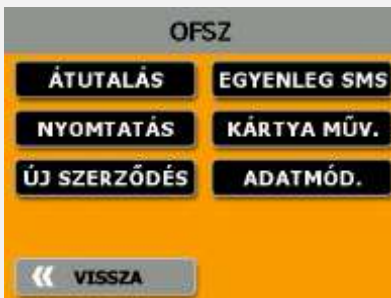 OFSZ
ÁTUTALÁS EGYENLEG SMS
NYOMTATÁS KÁRTYA MŰV.
ÚJ SZERZŐDÉS ADATMÓD.
VISSZA